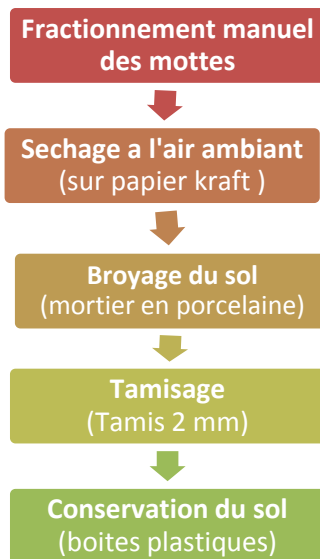 Fractionnement manuel
des mottes
Sechage a l'air ambiant
(sur papier kraft )
Broyage du sol
(mortier en porcelaine)
Tamisage
(Tamis 2 mm)
Conservation du sol
(boites plastiques)